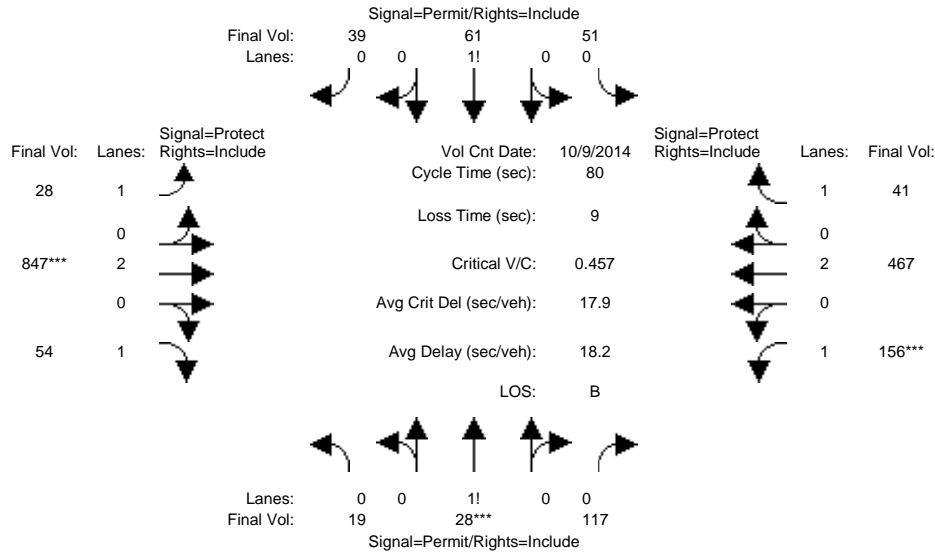 Signal=Permit/Rights=Include
Final Vol: 39 61 51
Lanes: 0 0 1! 0 0
Signal=Protect Signal=Protect
Final Vol: Lanes: Rights=Include Vol Cnt Date: 10/9/2014 Rights=Include Lanes: Final Vol:
Cycle Time (sec): 80
28 1 1 41
Loss Time (sec): 9
0 0
847*** 2 Critical V/C: 0.457 2 467
0 Avg Crit Del (sec/veh): 17.9 0
54 1 Avg Delay (sec/veh): 18.2 1 156***
LOS: B
Lanes: 0 0 1! 0 0
Final Vol: 19 28*** 117
Signal=Permit/Rights=Include